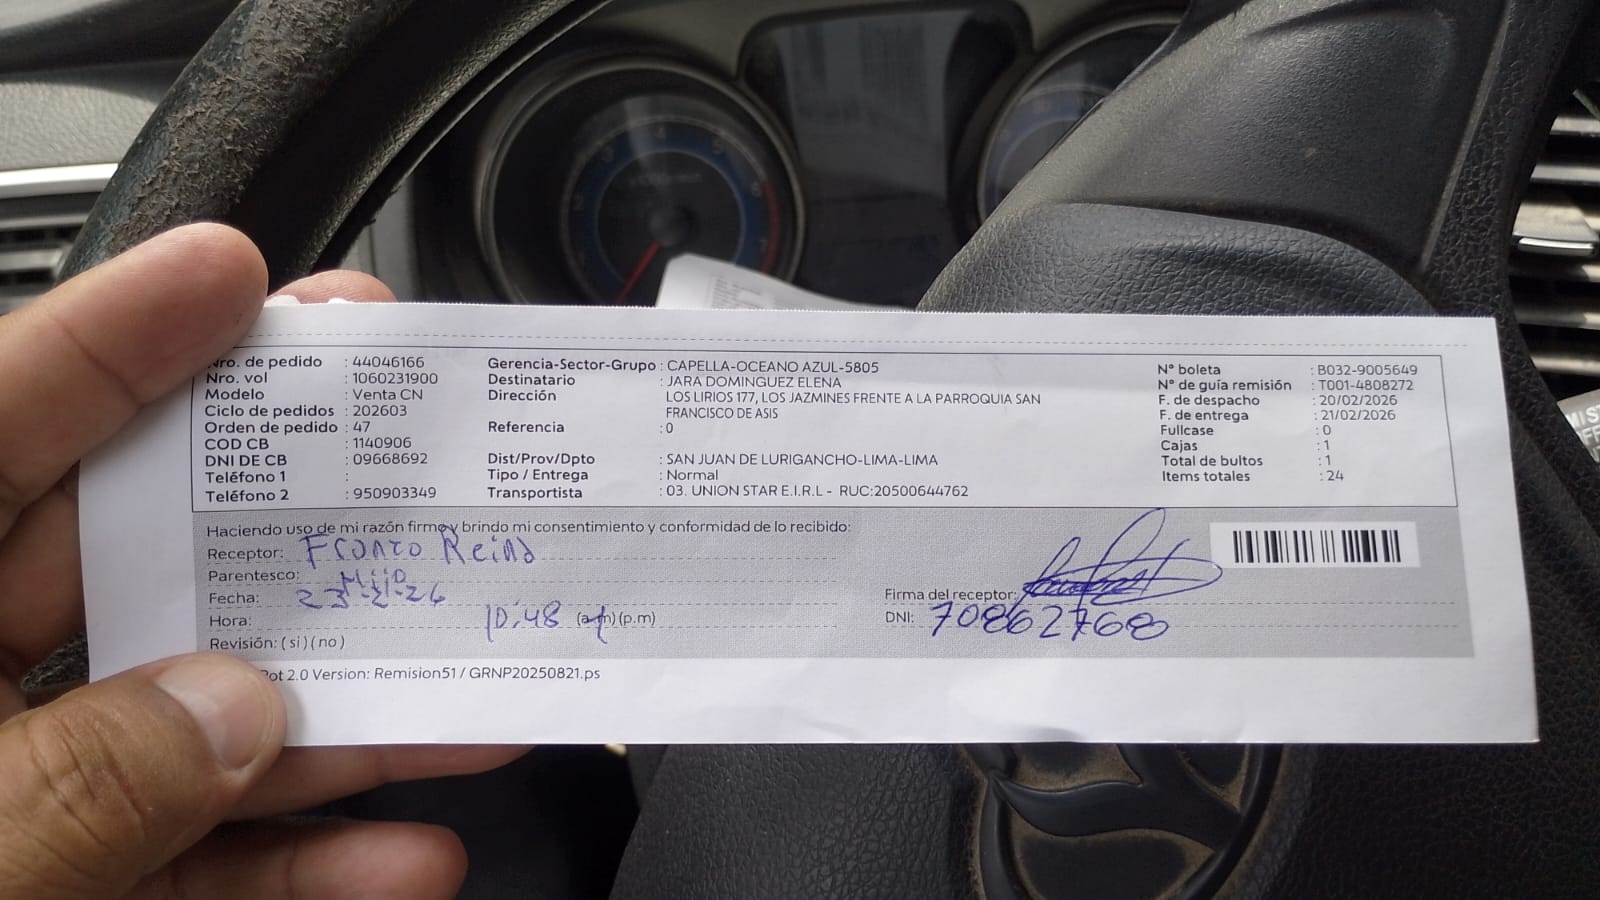 Nro. de pedido : 44046166
Nro. vol : 1060231900
Modelo : Venta CN
Ciclo de pedidos : 202603
Orden de pedido : 47
COD CB : 1140906
DNI DE CB : 09668692
Teléfono 1 :
Teléfono 2 : 950903349
Gerencia-Sector-Grupo : CAPELLA-OCEANO AZUL-5805
Destinatario : JARA DOMINGUEZ ELENA
Dirección LOS LIRIOS 177, LOS JAZMINES FRENTE A LA PARROQUIA SAN
FRANCISCO DE ASIS
Referencia : 0
Dist/Prov/Dpto : SAN JUAN DE LURIGANCHO-LIMA-LIMA
Tipo / Entrega : Normal
Transportista : 03. UNION STAR E.I.R.L - RUC:20500644762
N° boleta : B032-9005649
N° de guía remisión : T001-4808272
F. de despacho : 20/02/2026
F. de entrega : 21/02/2026
Fullcase : 0
Cajas : 1
Total de bultos : 1
Items totales : 24
Haciendo uso de mi razón firmo y brindo mi consentimiento y conformidad de lo recibido:
Receptor: Franco Reina
Parentesco: Hijo
Fecha: 23-2-26
Hora: 10:48 (a.m)(p.m)
Revisión: ( si ) ( no )
Firma del receptor:
DNI: 70862768
Pot 2.0 Version: Remision51 / GRNP20250821.ps